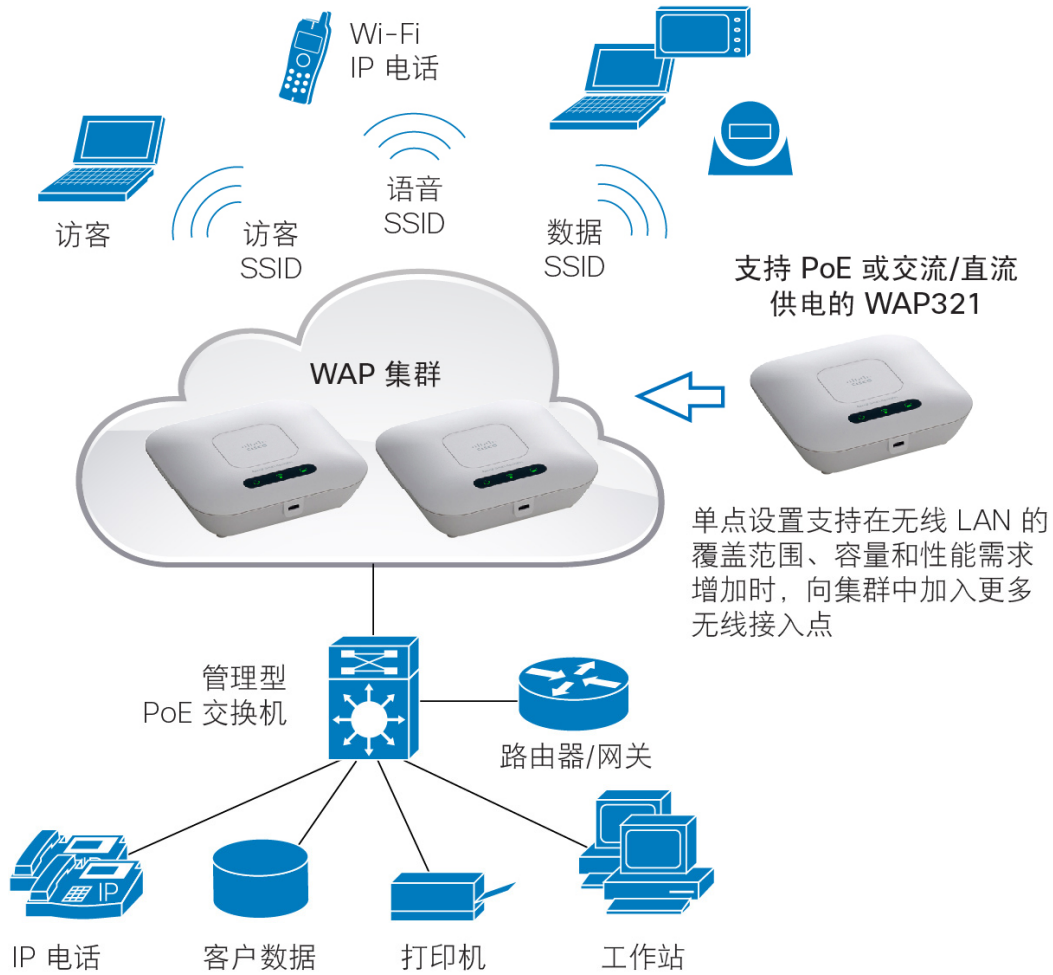 Wi-Fi
IP 电话
访客
访客
SSID
语音
SSID
数据
SSID
支持 PoE 或交流/直流
供电的 WAP321
WAP 集群
单点设置支持在无线 LAN 的
覆盖范围、容量和性能需求
增加时，向集群中加入更多
无线接入点
管理型
PoE 交换机
路由器/网关
IP
IP 电话
客户数据
打印机
工作站